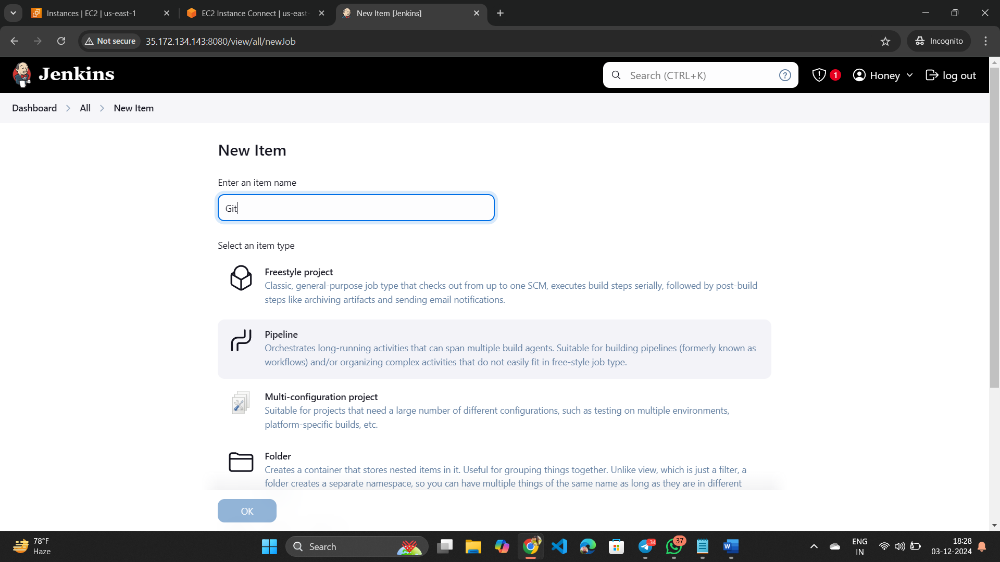 Instances | EC2 | us-east-1
EC2 Instance Connect | us-east-
New Item [Jenkins]
Not secure
35.172.134.143:8080/view/all/newJob
Incognito
Jenkins
Search (CTRL+K)
?
1
Honey
log out
Dashboard
All
New Item
New Item
Enter an item name
Git
Select an item type
Freestyle project
Classic, general-purpose job type that checks out from up to one SCM, executes build steps serially, followed by post-build
steps like archiving artifacts and sending email notifications.
Pipeline
Orchestrates long-running activities that can span multiple build agents. Suitable for building pipelines (formerly known as
workflows) and/or organizing complex activities that do not easily fit in free-style job type.
Multi-configuration project
Suitable for projects that need a large number of different configurations, such as testing on multiple environments,
platform-specific builds, etc.
Folder
Creates a container that stores nested items in it. Useful for grouping things together. Unlike view, which is just a filter, a
folder creates a separate namespace, so you can have multiple things of the same name as long as they are in different
OK
78°F
Haze
Search
.34
37
W
ENG
IN
18:28
03-12-2024